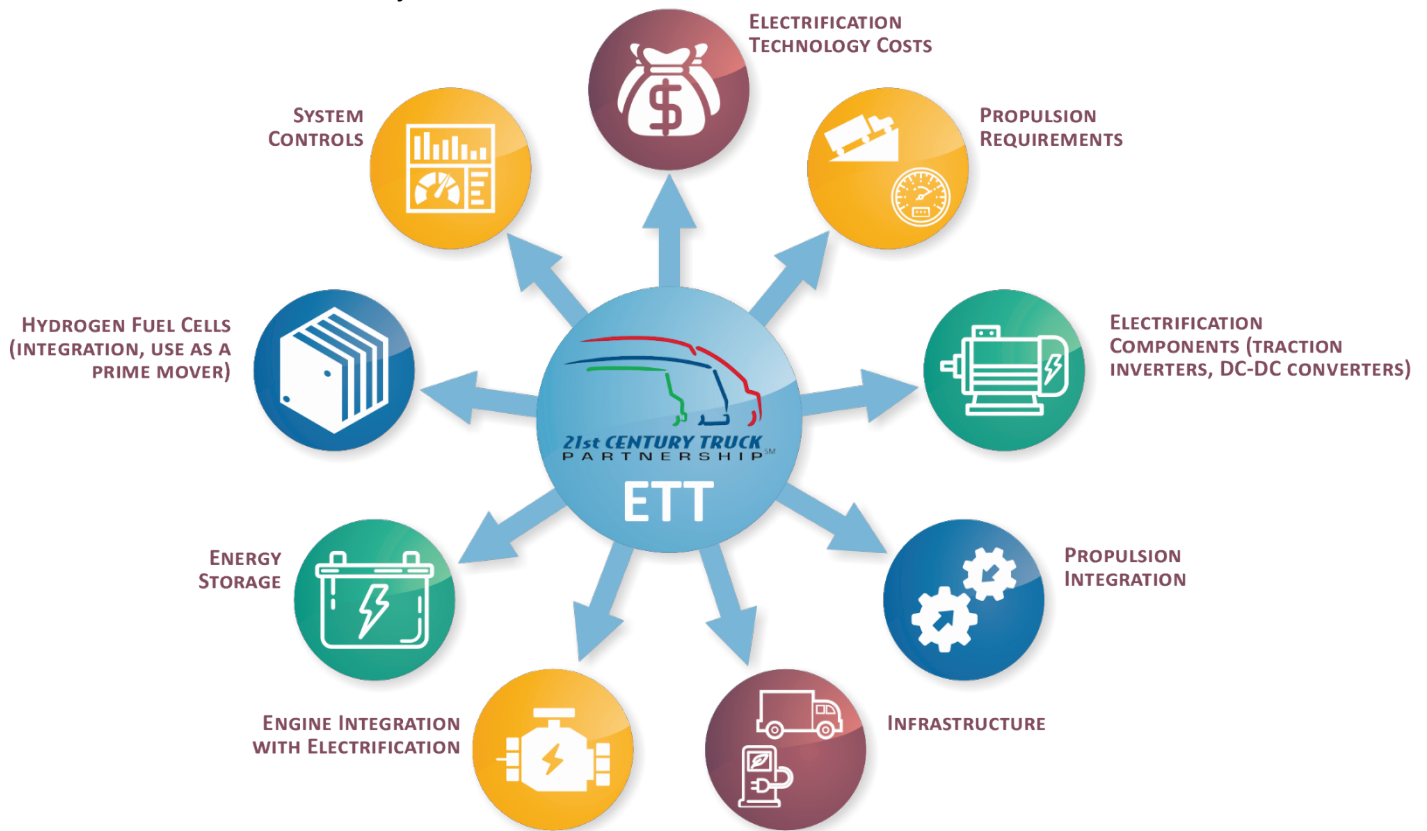 ELECTRIFICATION
TECHNOLOGY COSTS
SYSTEM
CONTROLS
PROPULSION
REQUIREMENTS
HYDROGEN FUEL CELLS
(INTEGRATION, USE AS A
PRIME MOVER)
ELECTRIFICATION
COMPONENTS (TRACTION
INVERTERS, DC-DC CONVERTERS)
21st CENTURY TRUCK
PARTNERSHIP SM
ETT
ENERGY
STORAGE
PROPULSION
INTEGRATION
ENGINE INTEGRATION
WITH ELECTRIFICATION
INFRASTRUCTURE
$